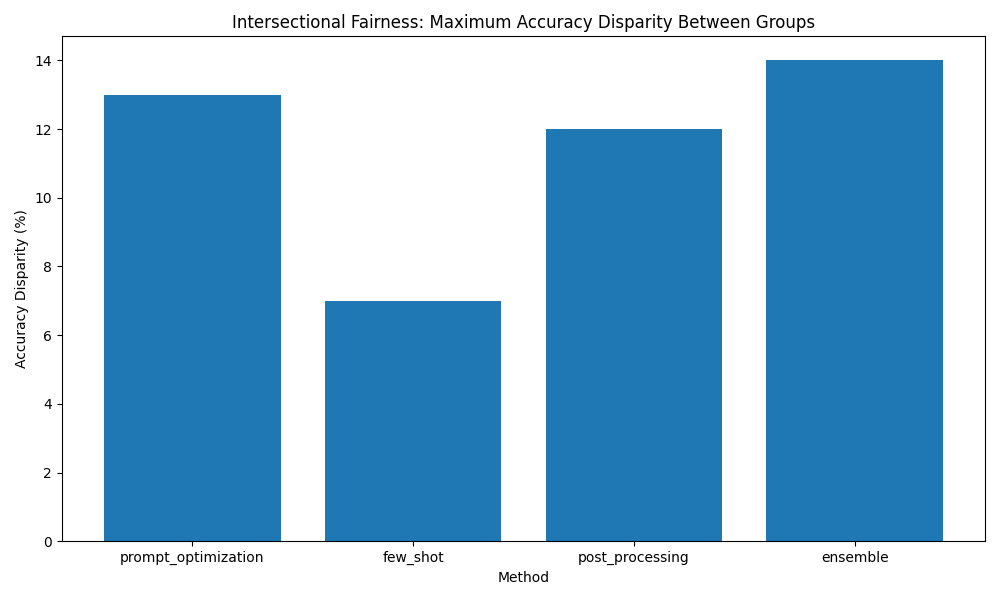 Intersectional Fairness: Maximum Accuracy Disparity Between Groups
Accuracy Disparity (%)
14
12
10
8
6
4
2
0
prompt_optimization
few_shot
post_processing
ensemble
Method